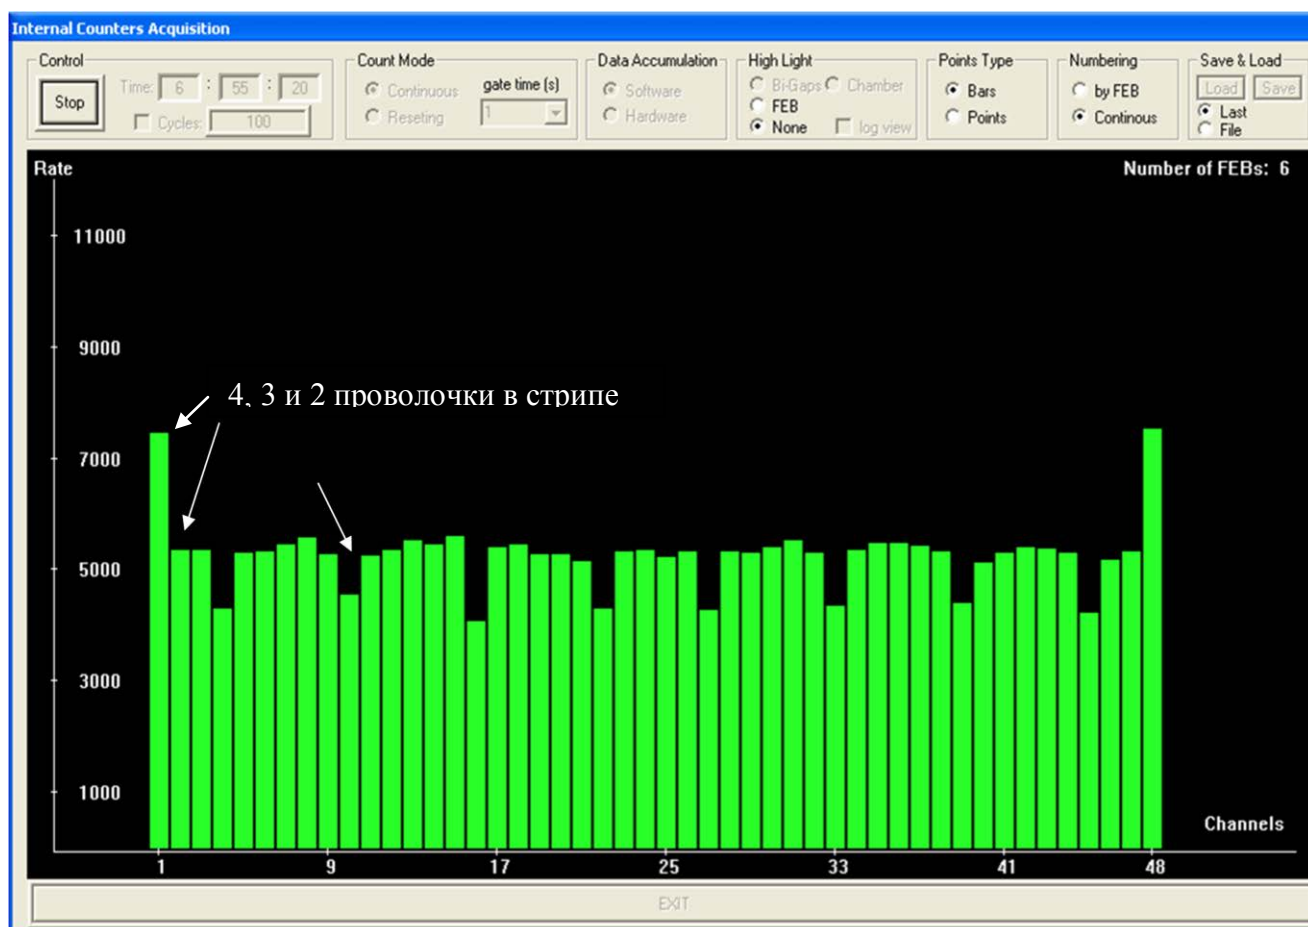 Internal Counters Acquisition
Control Count Mode Data Accumulation High Light Points Type Numbering Save & Load
Stop Time: 6 : 55 : 20
Cycles: 100
Continuous
Reseting
gate time (s)
1
Software
Hardware
Bi-Gaps Chamber
FEB
None log view
Bars
Points
by FEB
Continous
Load Save
Last
File
Rate Number of FEBs: 6
11000
9000
4, 3 и 2 проволочки в стрипе
7000
5000
3000
1000
Channels
1 9 17 25 33 41 48
EXIT